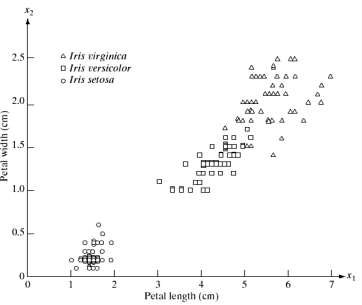 x2
Iris virginica
Iris versicolor
Iris setosa
2.5
2.0
1.5
1.0
0.5
0
Petal width (cm)
0 1 2 3 4 5 6 7 x1
Petal length (cm)